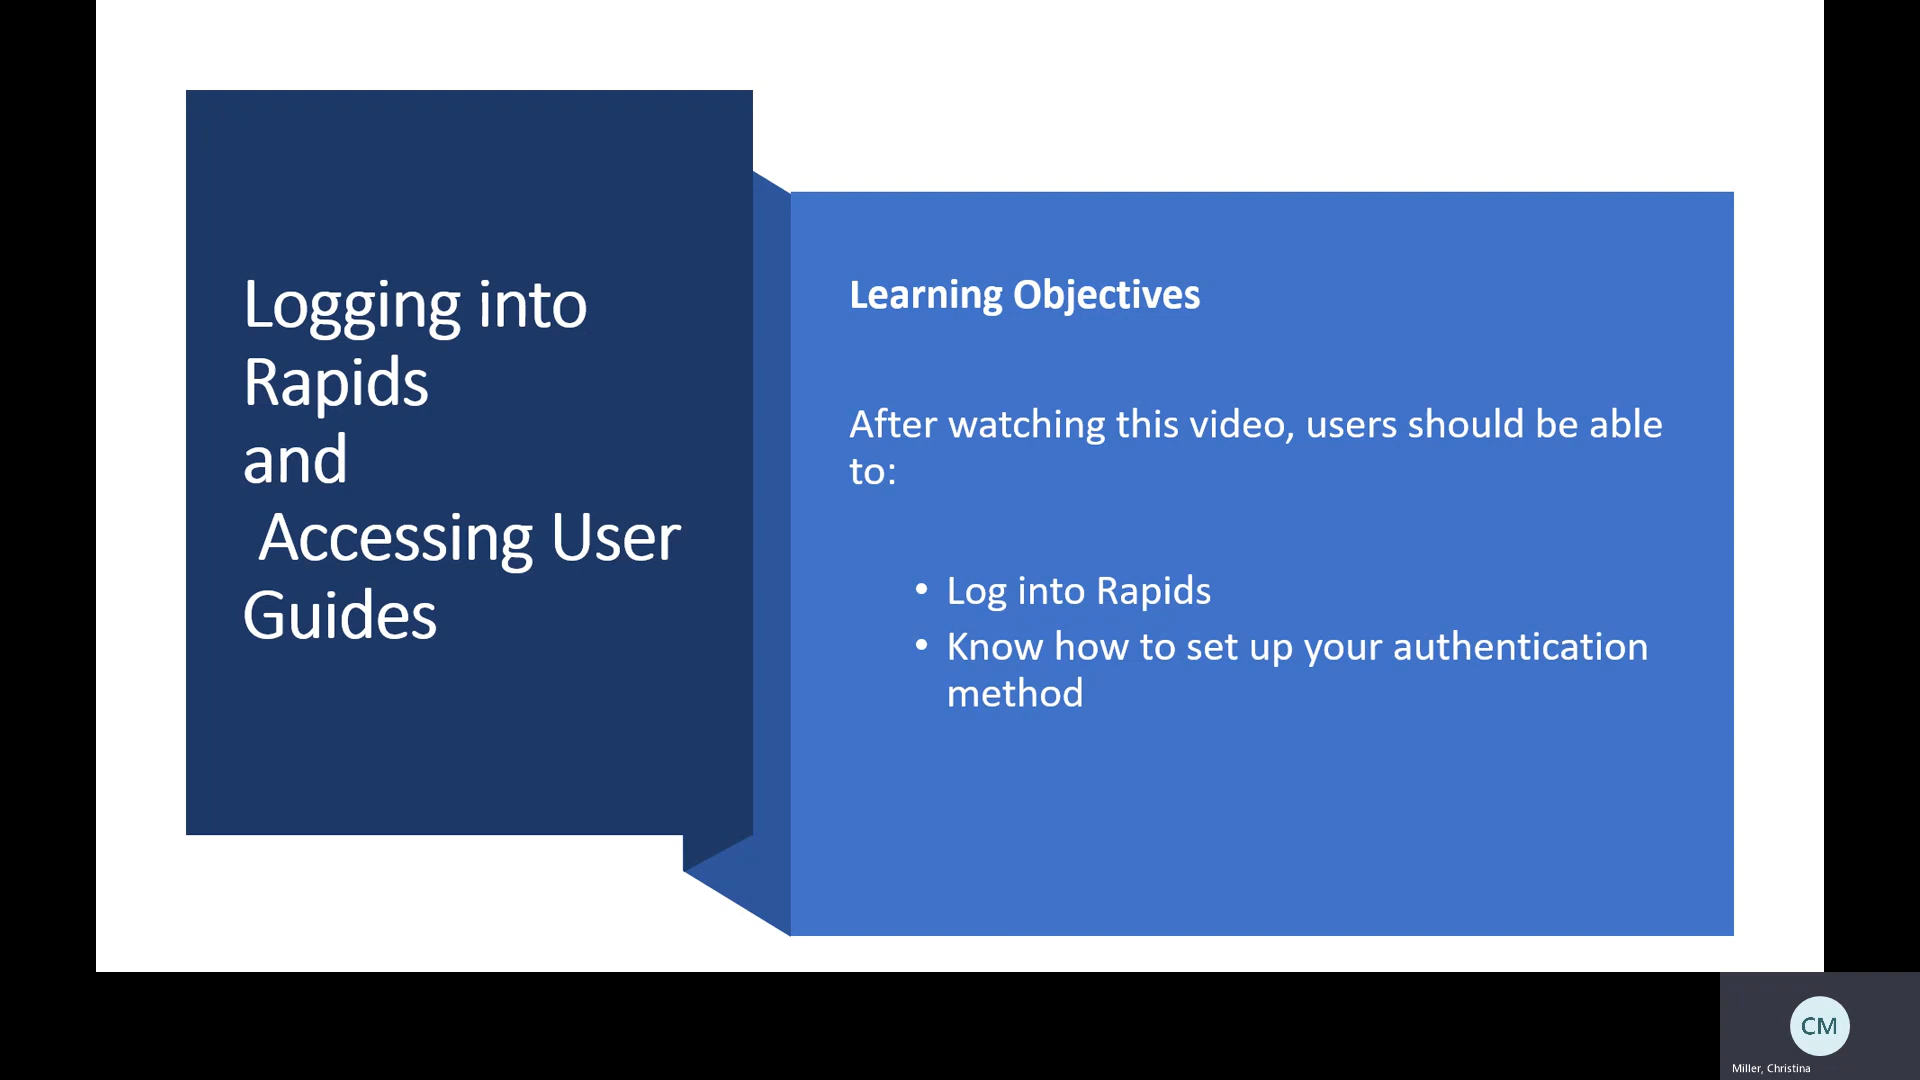 Logging into
Rapids
and
Accessing User
Guides
Learning Objectives
After watching this video, users should be able
to:
• Log into Rapids
• Know how to set up your authentication
method
CM
Miller, Christina